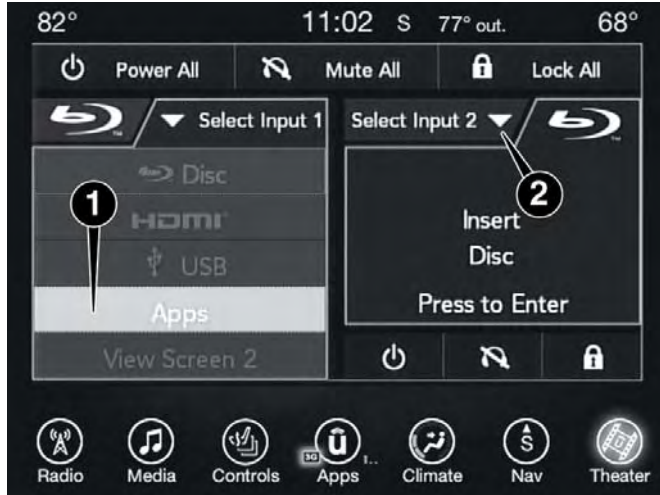 82° 11:02 S 77° out. 68°
Power All Mute All Lock All
Select Input 1 Select Input 2
Disc
HDMI
USB
Apps
View Screen 2
1
2
Insert
Disc
Press to Enter
S
3G
1..
Radio Media Controls Apps Climate Nav Theater